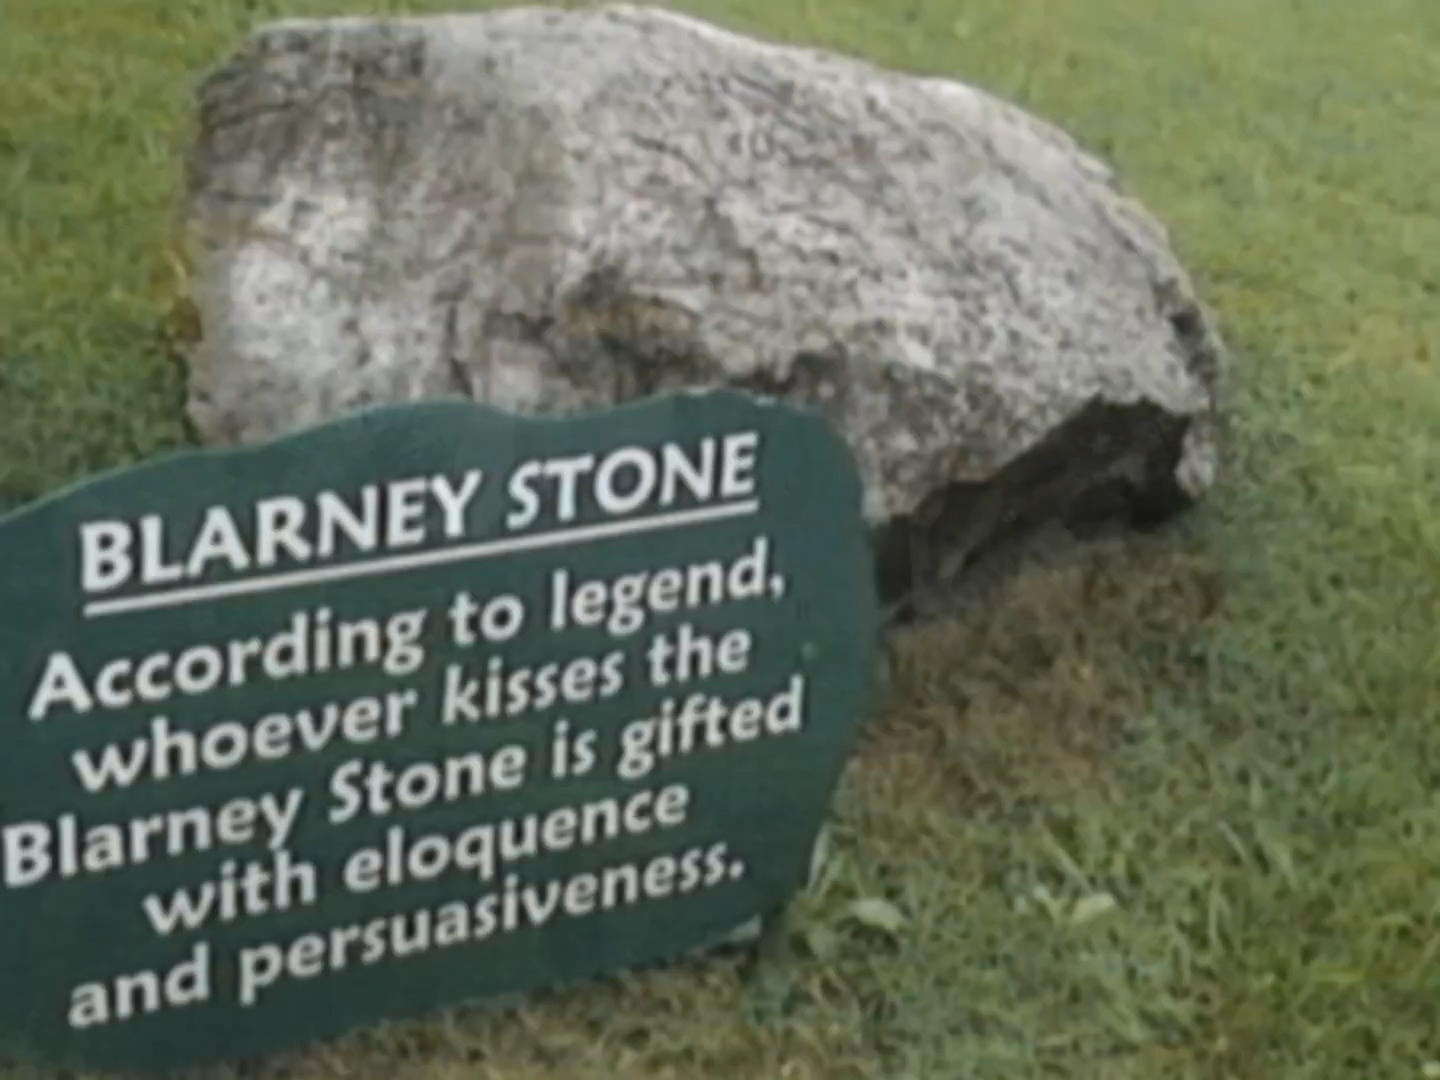 BLARNEY STONE
According to legend,
whoever kisses the
Blarney Stone is gifted
with eloquence
and persuasiveness.